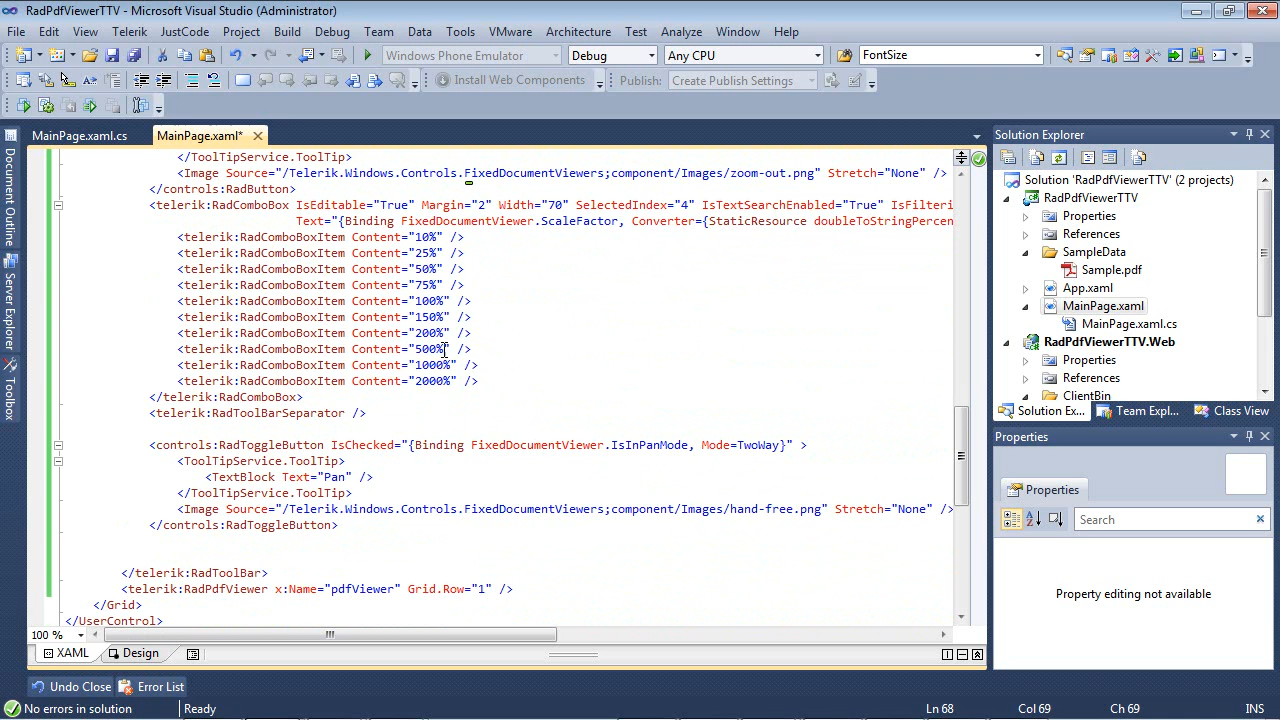 RadPdfViewerTTV - Microsoft Visual Studio (Administrator)
File Edit View Telerik JustCode Project Build Debug Team Data Tools VMware Architecture Test Analyze Window Help
Windows Phone Emulator Debug Any CPU FontSize
Install Web Components Publish: Create Publish Settings
MainPage.xaml.cs MainPage.xaml*
Document Outline
Server Explorer
Toolbox
</ToolTipService.ToolTip>
<Image Source="/Telerik.Windows.Controls.FixedDocumentViewers;component/Images/zoom-out.png" Stretch="None" />
</controls:RadButton>
<telerik:RadComboBox IsEditable="True" Margin="2" Width="70" SelectedIndex="4" IsTextSearchEnabled="True" IsFilteri
Text="{Binding FixedDocumentViewer.ScaleFactor, Converter={StaticResource doubleToStringPercen
<telerik:RadComboBoxItem Content="10%" />
<telerik:RadComboBoxItem Content="25%" />
<telerik:RadComboBoxItem Content="50%" />
<telerik:RadComboBoxItem Content="75%" />
<telerik:RadComboBoxItem Content="100%" />
<telerik:RadComboBoxItem Content="150%" />
<telerik:RadComboBoxItem Content="200%" />
<telerik:RadComboBoxItem Content="500%" />
<telerik:RadComboBoxItem Content="1000%" />
<telerik:RadComboBoxItem Content="2000%" />
</telerik:RadComboBox>
<telerik:RadToolBarSeparator />
<controls:RadToggleButton IsChecked="{Binding FixedDocumentViewer.IsInPanMode, Mode=TwoWay}" >
<ToolTipService.ToolTip>
<TextBlock Text="Pan" />
</ToolTipService.ToolTip>
<Image Source="/Telerik.Windows.Controls.FixedDocumentViewers;component/Images/hand-free.png" Stretch="None" />
</controls:RadToggleButton>
</telerik:RadToolBar>
<telerik:RadPdfViewer x:Name="pdfViewer" Grid.Row="1" />
</Grid>
</UserControl>
100 %
XAML Design
Undo Close Error List
No errors in solution Ready Ln 68 Col 69 Ch 69 INS
Solution Explorer
Solution 'RadPdfViewerTTV' (2 projects)
RadPdfViewerTTV
Properties
References
SampleData
Sample.pdf
App.xaml
MainPage.xaml
MainPage.xaml.cs
RadPdfViewerTTV.Web
Properties
References
ClientBin
Solution Ex... Team Expl... Class View
Properties
Properties
Search
Property editing not available